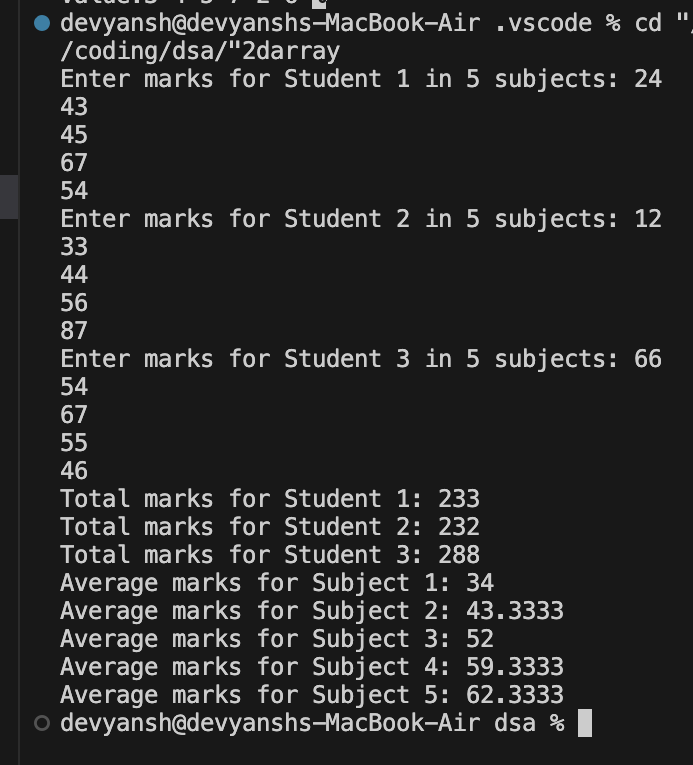 devyansh@devyanshs-MacBook-Air .vscode % cd "/
/coding/dsa/"2darray
Enter marks for Student 1 in 5 subjects: 24
43
45
67
54
Enter marks for Student 2 in 5 subjects: 12
33
44
56
87
Enter marks for Student 3 in 5 subjects: 66
54
67
55
46
Total marks for Student 1: 233
Total marks for Student 2: 232
Total marks for Student 3: 288
Average marks for Subject 1: 34
Average marks for Subject 2: 43.3333
Average marks for Subject 3: 52
Average marks for Subject 4: 59.3333
Average marks for Subject 5: 62.3333
devyansh@devyanshs-MacBook-Air dsa %